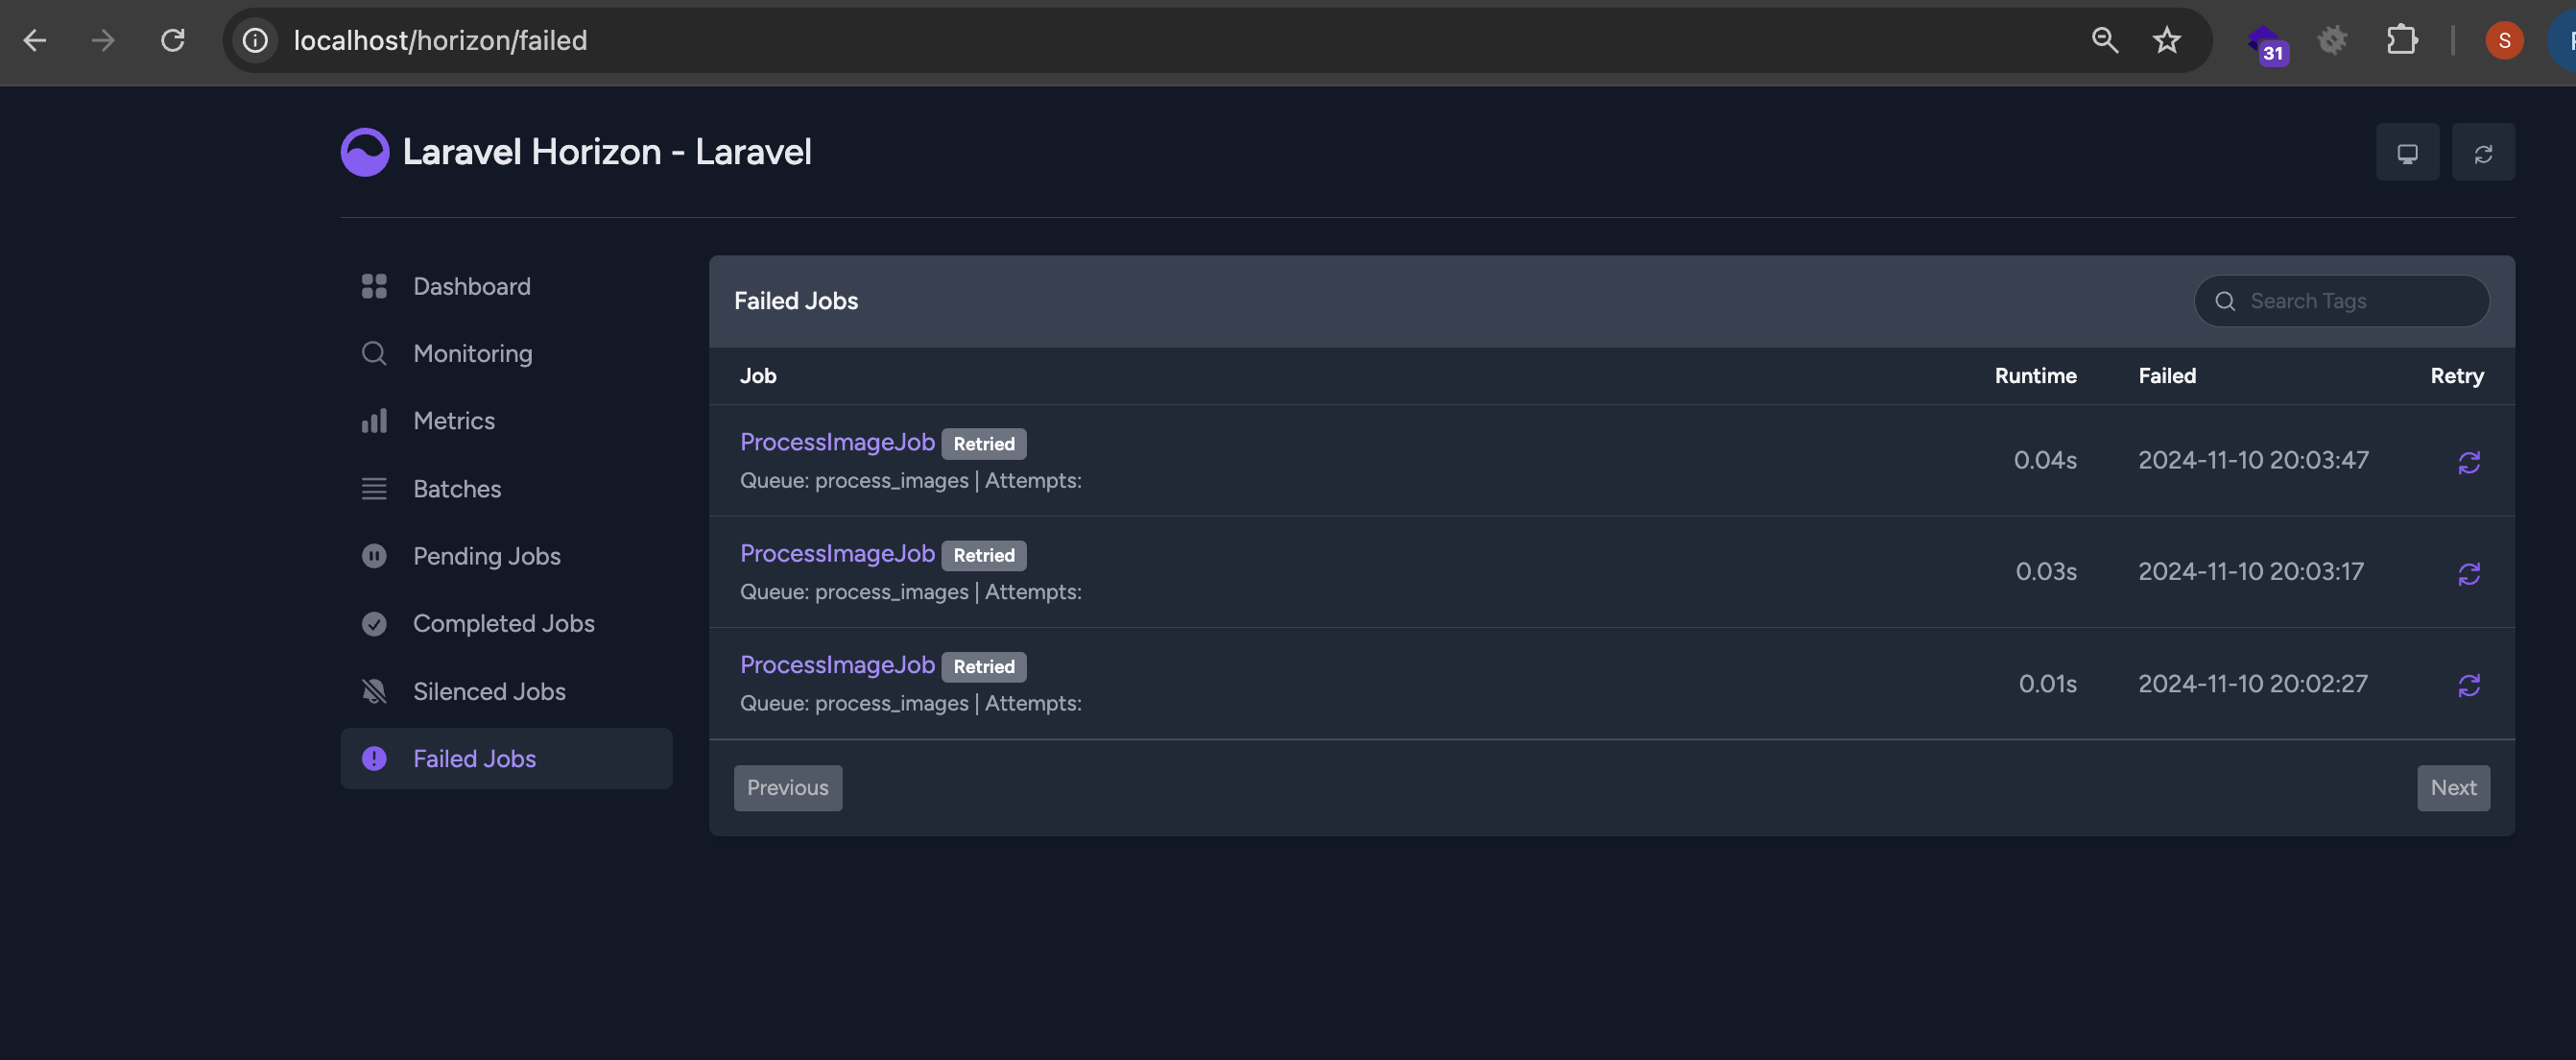 localhost/horizon/failed
31
S
Laravel Horizon - Laravel
Dashboard
Monitoring
Metrics
Batches
Pending Jobs
Completed Jobs
Silenced Jobs
Failed Jobs
Failed Jobs
Search Tags
Job Runtime Failed Retry
ProcessImageJob Retried
Queue: process_images | Attempts:
0.04s 2024-11-10 20:03:47
ProcessImageJob Retried
Queue: process_images | Attempts:
0.03s 2024-11-10 20:03:17
ProcessImageJob Retried
Queue: process_images | Attempts:
0.01s 2024-11-10 20:02:27
Previous Next